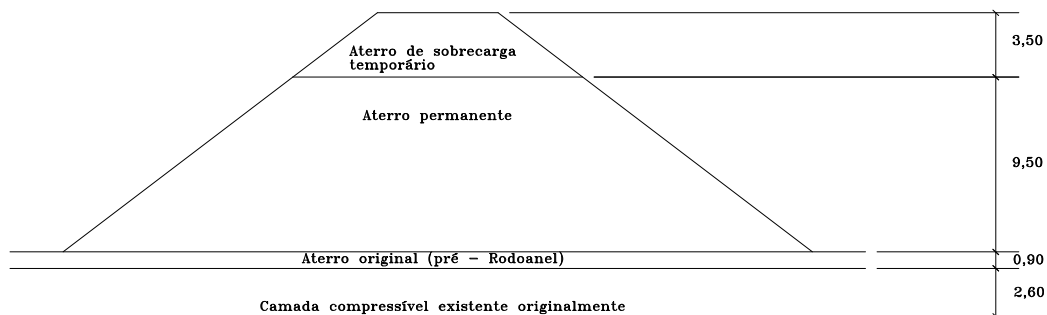 3,50
Aterro de sobrecarga
temporário
Aterro permanente
9,50
Aterro original (pré - Rodoanel)
0,90
2,60
Camada compressível existente originalmente